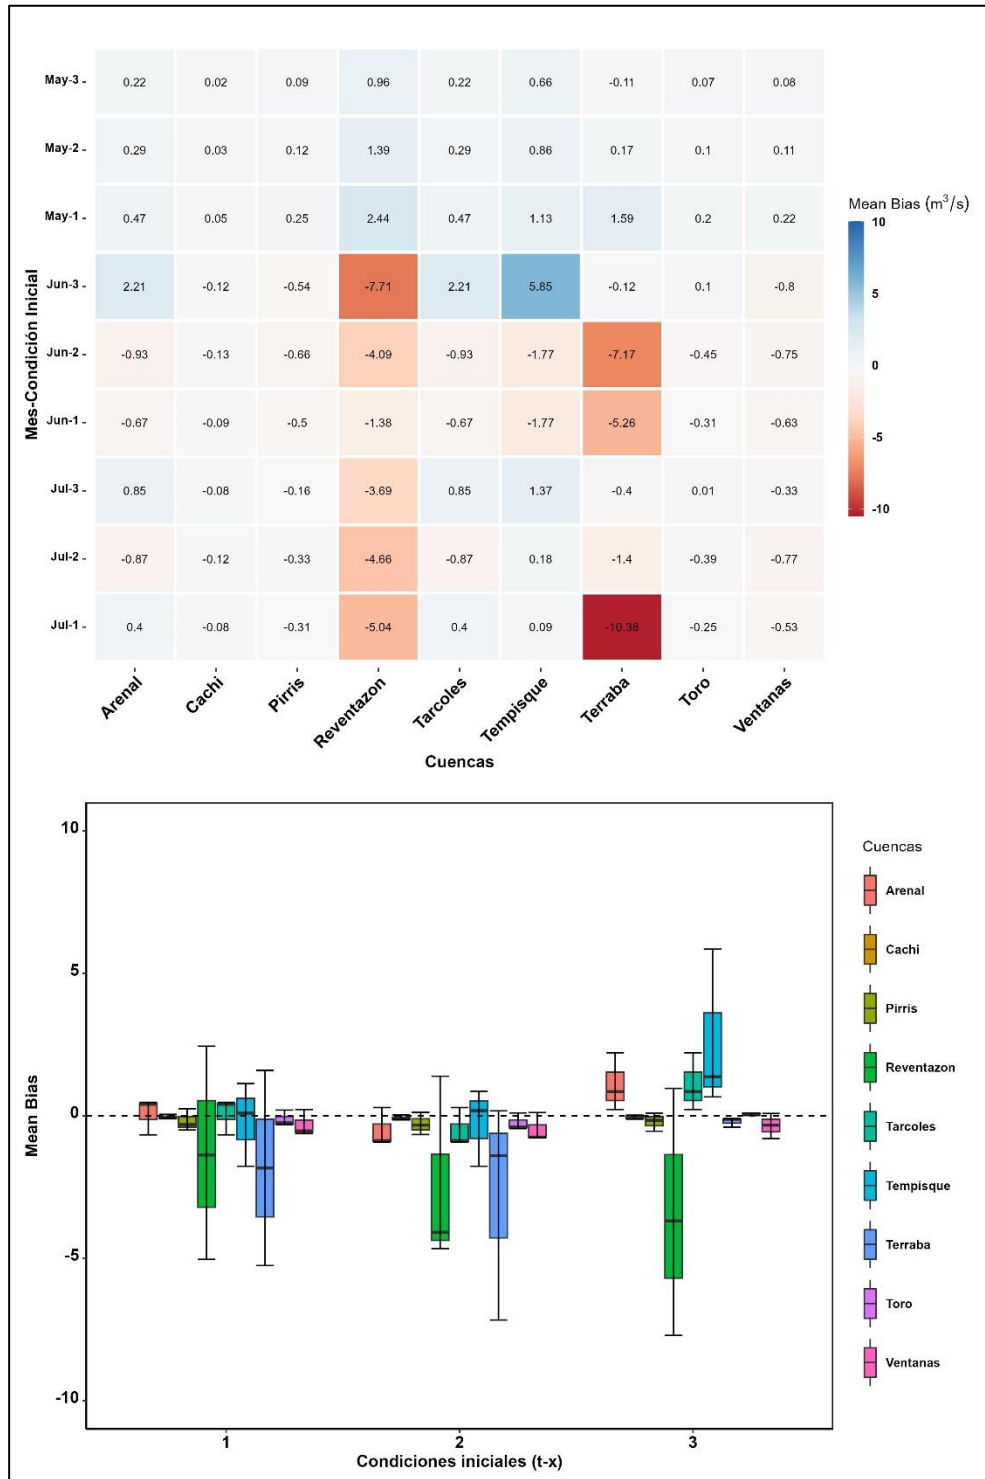 May-3 0.22 0.02 0.09 0.96 0.22 0.66 -0.11 0.07 0.08
May-2 0.29 0.03 0.12 1.39 0.29 0.86 0.17 0.1 0.11
May-1 0.47 0.05 0.25 2.44 0.47 1.13 1.59 0.2 0.22
Jun-3 2.21 -0.12 -0.54 -7.71 2.21 5.85 -0.12 0.1 -0.8
Jun-2 -0.93 -0.13 -0.66 -4.09 -0.93 -1.77 -7.17 -0.45 -0.75
Jun-1 -0.67 -0.09 -0.5 -1.38 -0.67 -1.77 -5.26 -0.31 -0.63
Jul-3 0.85 -0.08 -0.16 -3.69 0.85 1.37 -0.4 0.01 -0.33
Jul-2 -0.87 -0.12 -0.33 -4.66 -0.87 0.18 -1.4 -0.39 -0.77
Jul-1 0.4 -0.08 -0.31 -5.04 0.4 0.09 -10.38 -0.25 -0.53
Mes-Condición Inicial
Arenal Cachi Pirris Reventazon Tarcoles Tempisque Terraba Toro Ventanas
Cuencas
Mean Bias (m³/s)
10
5
0
-5
-10
10
5
0
-5
-10
Mean Bias
1 2 3
Condiciones iniciales (t-x)
Cuencas
Arenal
Cachi
Pirris
Reventazon
Tarcoles
Tempisque
Terraba
Toro
Ventanas